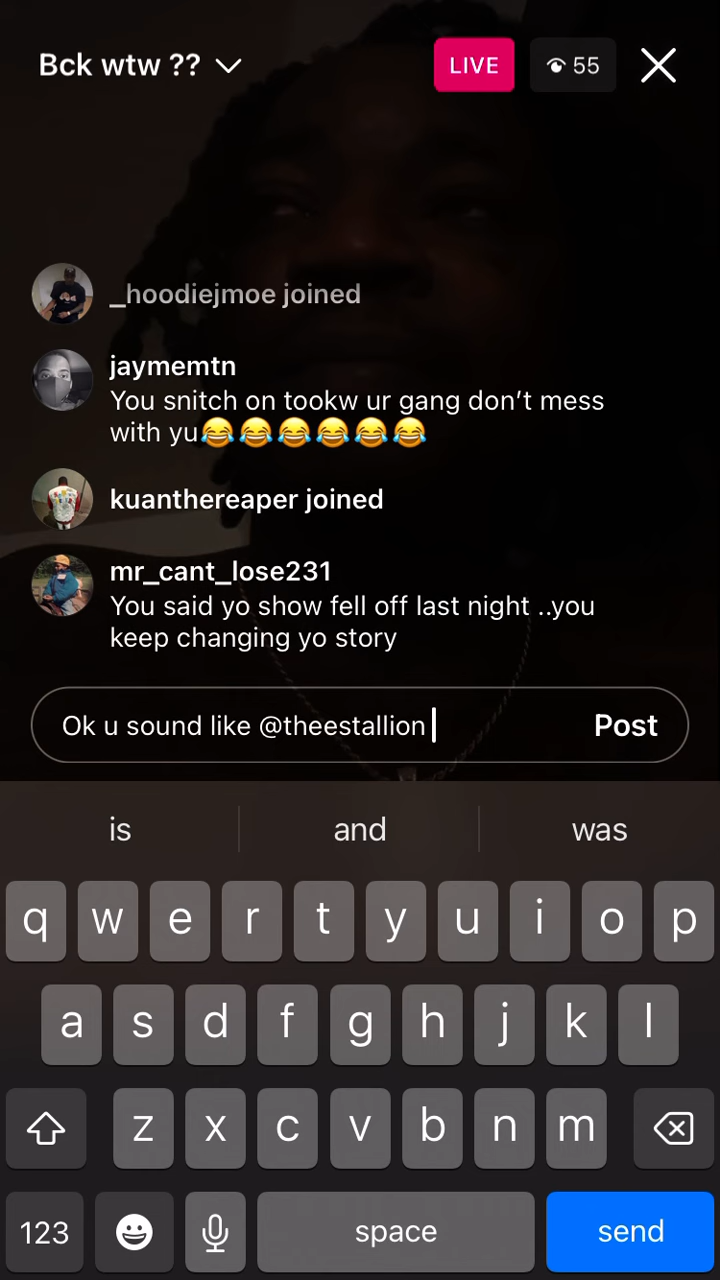 Bck wtw ??
LIVE
55
_hoodiejmoe joined
jaymemtn
You snitch on tookw ur gang don’t mess
with yu😂😂😂😂😂😂
kuanthereaper joined
mr_cant_lose231
You said yo show fell off last night ..you
keep changing yo story
Ok u sound like @theestallion
Post
is and was
q w e r t y u i o p
a s d f g h j k l
z x c v b n m
123 space send